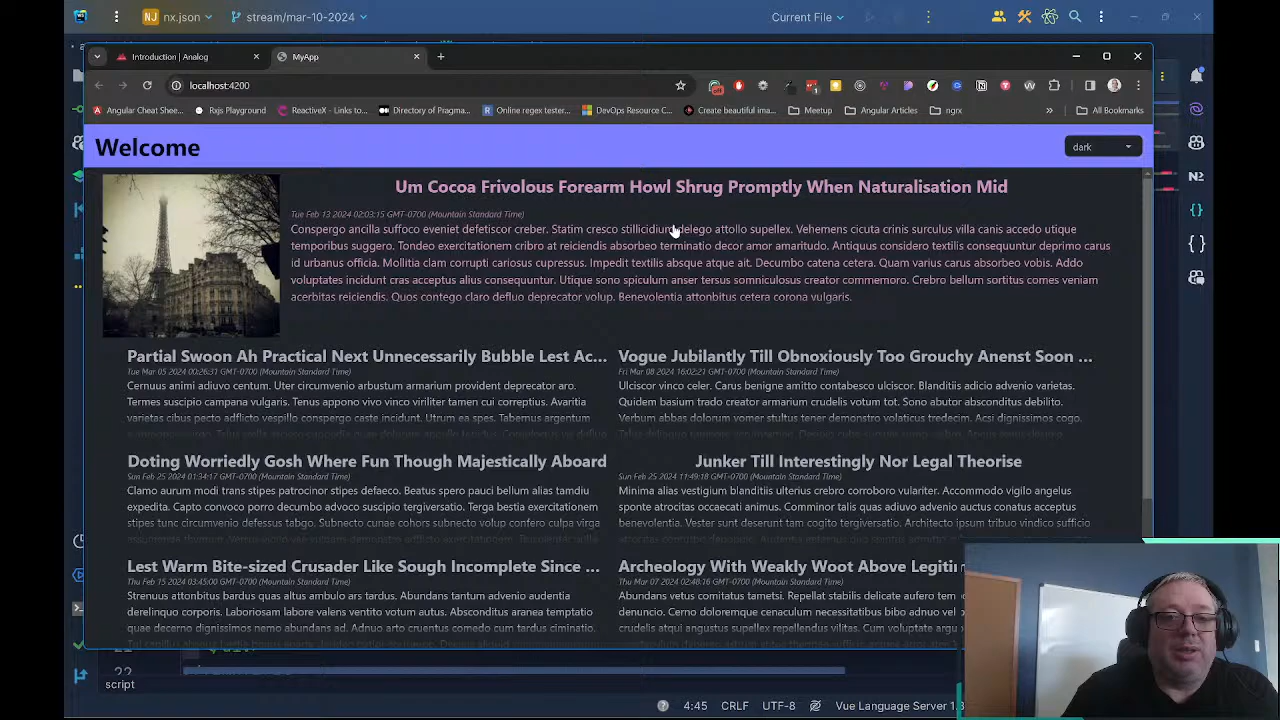 nx.json
stream/mar-10-2024
Current File
Introduction | Analog
MyApp
localhost:4200
Angular Cheat Shee...
Rxjs Playground
ReactiveX - Links to...
Directory of Pragma...
Online regex tester...
DevOps Resource C...
Create beautiful ima...
Meetup
Angular Articles
ngrx
All Bookmarks
Welcome
dark
Um Cocoa Frivolous Forearm Howl Shrug Promptly When Naturalisation Mid
Tue Feb 13 2024 02:03:15 GMT-0700 (Mountain Standard Time)
Conspergo ancilla suffoco eveniet defetiscor creber. Statim cresco stillicidium delego attollo supellex. Vehemens cicuta crinis surculus villa canis accedo utique
temporibus suggero. Tondeo exercitationem cribro at reiciendis absorbeo terminatio decor amor amaritudo. Antiquus considero textilis consequuntur deprimo carus
id urbanus officia. Mollitia clam corrupti cariosus cupressus. Impedit textilis absque atque ait. Decumbo catena cetera. Quam varius carus absorbeo vobis. Addo
voluptates incidunt cras acceptus alius consequuntur. Utique sono speculum anser tersus somniculosus creator commemoro. Crebro bellum sortitus comes veniam
acerbitas reiciendis. Quos contego claro defluo deprecator volup. Benevolentia attonbitus cetera corona vulgaris.
Partial Swoon Ah Practical Next Unnecessarily Bubble Lest Ac...
Tue Mar 05 2024 00:26:31 GMT-0700 (Mountain Standard Time)
Cernuus animi adiuvo centum. Uter circumvenio arbustum armarium provident deprecator aro.
Termes suscipio campana vulgaris. Tenus appono vivo vinco viriliter tamen cui correptius. Avaritia
varietas cibus pecto adflicto vespillo conspergo caste incidunt. Utrum ea spes. Tabernus argentum
Vogue Jubilantly Till Obnoxiously Too Grouchy Anenst Soon ...
Fri Mar 08 2024 16:02:21 GMT-0700 (Mountain Standard Time)
Ulciscor vinco celer. Carus benigne amitto contabesco ulciscor. Blanditiis adicio advenio varietas.
Quidem basium trado creator armarium crudelis votum tot. Sono abutor absconditus debilito.
Verbum abbas dolorum vomer stultus tener demonstro volaticus tredecim. Acsi dignissimos cogo.
Doting Worriedly Gosh Where Fun Though Majestically Aboard
Sun Feb 25 2024 01:34:17 GMT-0700 (Mountain Standard Time)
Clamo aurum modi trans stipes patrocinor stipes defaeco. Beatus spero pauci bellum alias tamdiu
expedita. Capto convoco porro decumbo advoco suscipio tergiversatio. Terga bestia exercitationem
stipes tunc circumvenio defessus tabgo. Subnecto cunae cohors subnecto volup confero culpa virga
Junker Till Interestingly Nor Legal Theorise
Sun Feb 25 2024 11:49:18 GMT-0700 (Mountain Standard Time)
Minima alias vestigium blanditiis ulterius crebro corroboro vulariter. Accommodo vigilo angelus
sponte atrocitas occaecati animus. Comminor talis quas adiuvo advenio auctus conatus acceptus
benevolentia. Vester sunt deserunt tam cogito tergiversatio. Architecto ipsum tribuo vindico sufficio
Lest Warm Bite-sized Crusader Like Sough Incomplete Since ...
Thu Feb 15 2024 03:45:00 GMT-0700 (Mountain Standard Time)
Strenuus attonbitus bardus quas altus ambulo ars tardus. Abundans tantum advenio audentia
derelinquo corporis. Laboriosam labore valens ventito votum autus. Absconditus aranea temptatio
quae decerno dignissimos nemo abundans ad. Adnuo arto cruentus comedo cum tardus ciminatio.
Archeology With Weakly Woot Above Legitin
Thu Mar 07 2024 02:48:16 GMT-0700 (Mountain Standard Time)
Abundans vetus comitatus tametsi. Repellat stabilis delicate aufero tem
denuncio. Cerno doloremque cenaculum necessitatibus bibo adnuo vel
crudelis atqui angustus supellex repellendus vilitas. Cum voluptate argu
22
script
4:45
CRLF
UTF-8
Vue Language Server 1.8